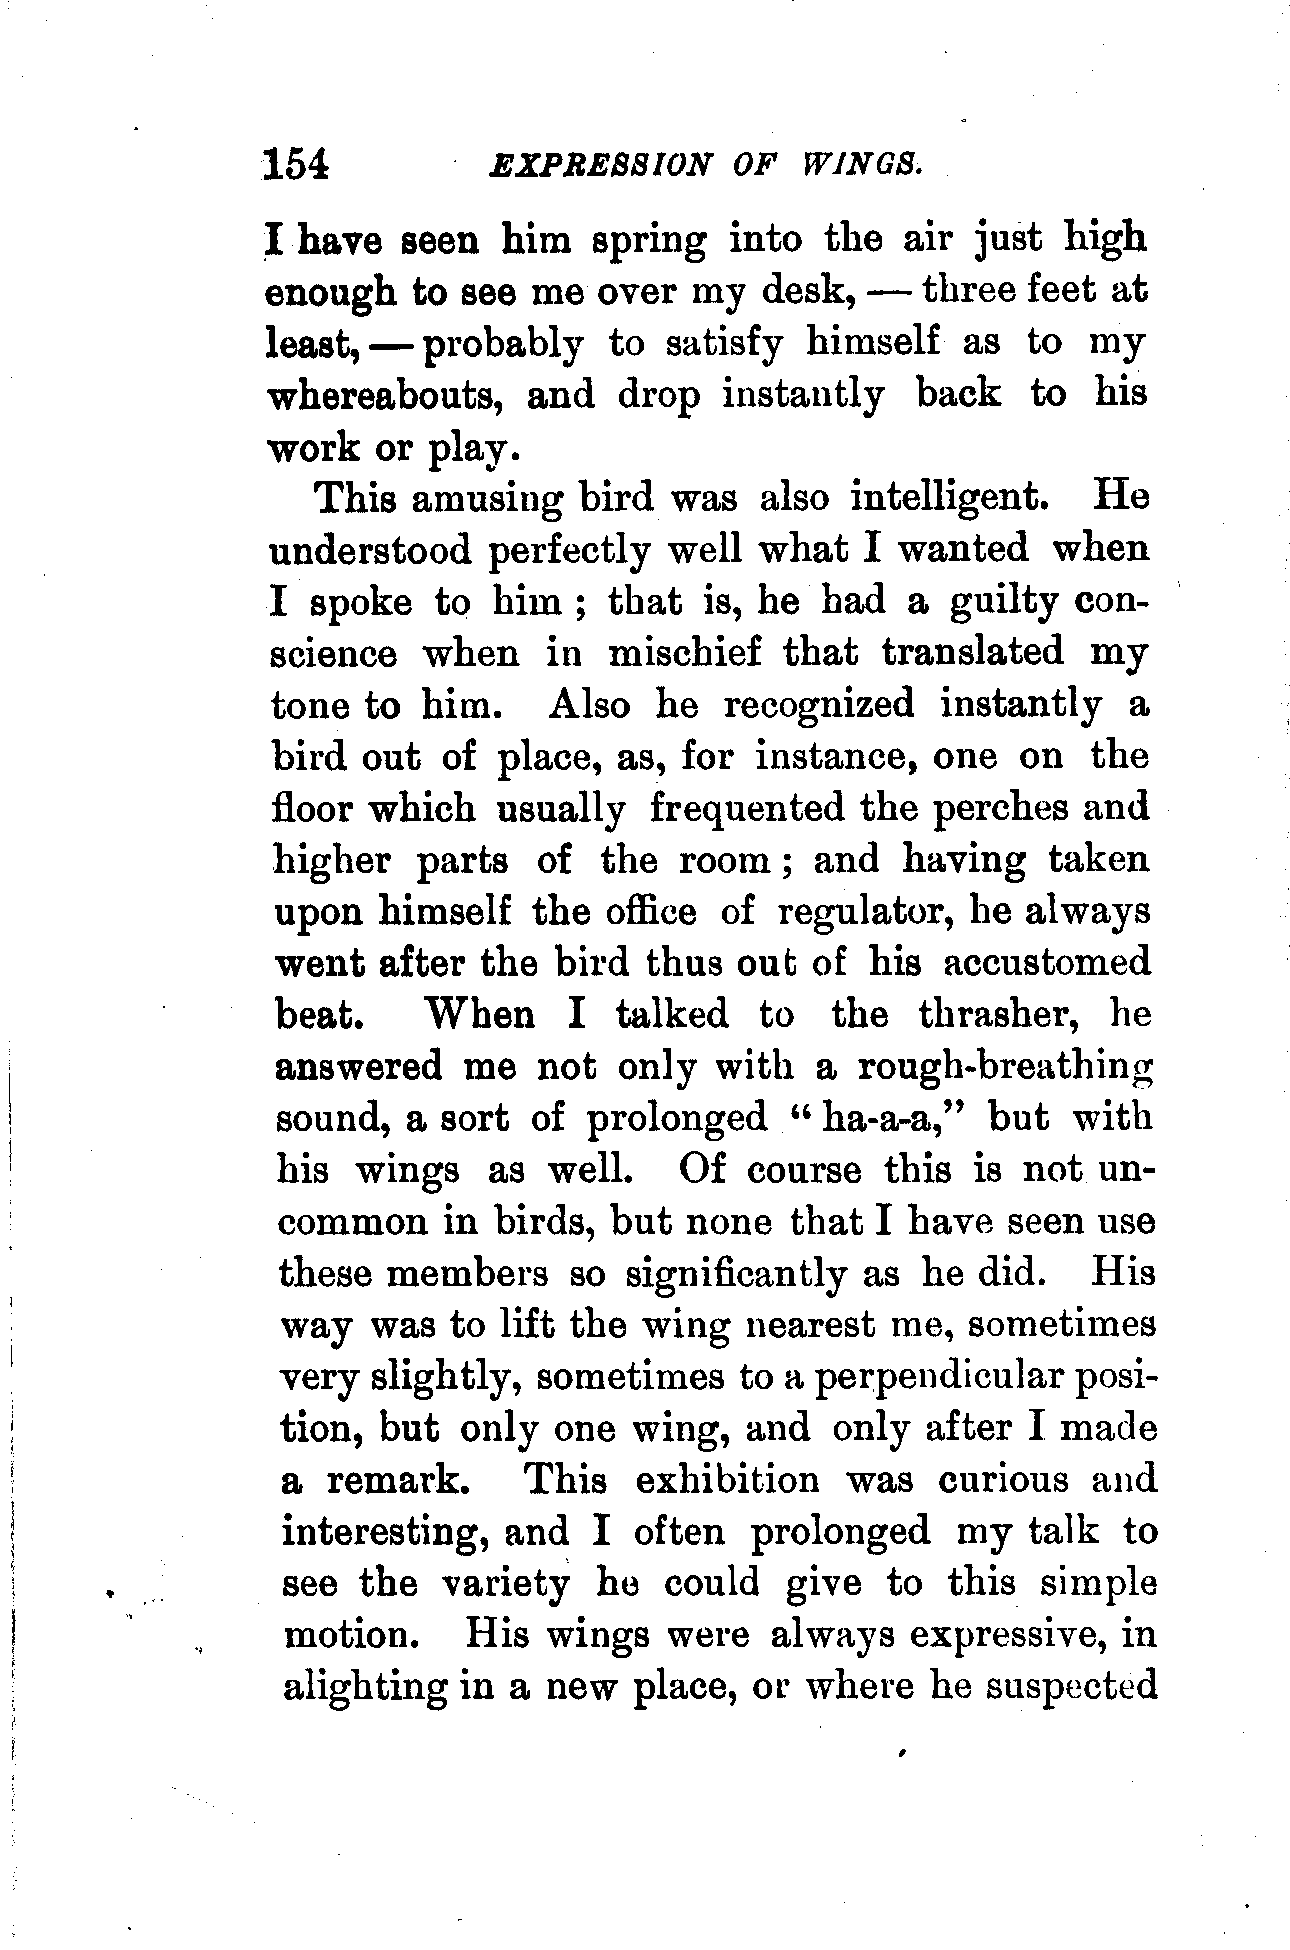 154 EXPRESSION OF WINGS.
I have seen him spring into the air just high
enough to see me over my desk, — three feet at
least, — probably to satisfy himself as to my
whereabouts, and drop instantly back to his
work or play.
This amusing bird was also intelligent. He
understood perfectly well what I wanted when
I spoke to him ; that is, he had a guilty con-
science when in mischief that translated my
tone to him. Also he recognized instantly a
bird out of place, as, for instance, one on the
floor which usually frequented the perches and
higher parts of the room ; and having taken
upon himself the office of regulator, he always
went after the bird thus out of his accustomed
beat. When I talked to the thrasher, he
answered me not only with a rough-breathing
sound, a sort of prolonged “ ha-a-a,” but with
his wings as well. Of course this is not un-
common in birds, but none that I have seen use
these members so significantly as he did. His
way was to lift the wing nearest me, sometimes
very slightly, sometimes to a perpendicular posi-
tion, but only one wing, and only after I made
a remark. This exhibition was curious and
interesting, and I often prolonged my talk to
see the variety he could give to this simple
motion. His wings were always expressive, in
alighting in a new place, or where he suspected